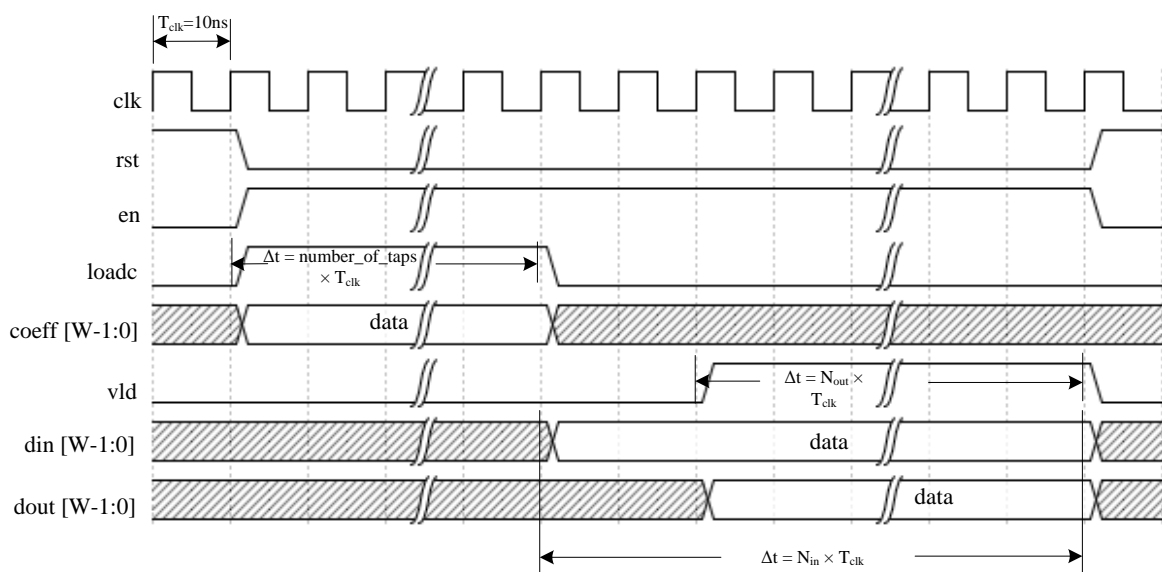 T_clk=10ns
clk
rst
en
loadc
Δt = number_of_taps
× T_clk
coeff [W-1:0]
data
vld
Δt = N_out ×
T_clk
din [W-1:0]
data
dout [W-1:0]
data
Δt = N_in × T_clk